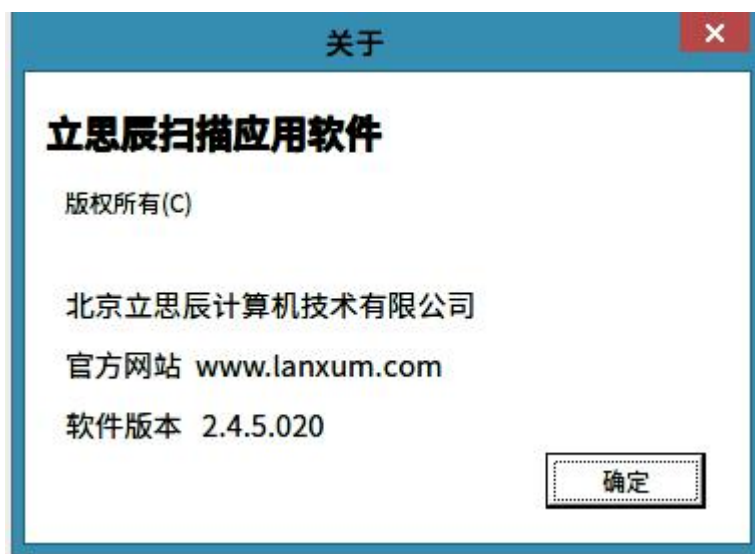 关于
立思辰扫描应用软件
版权所有(C)
北京立思辰计算机技术有限公司
官方网站 www.lanxum.com
软件版本 2.4.5.020
确定